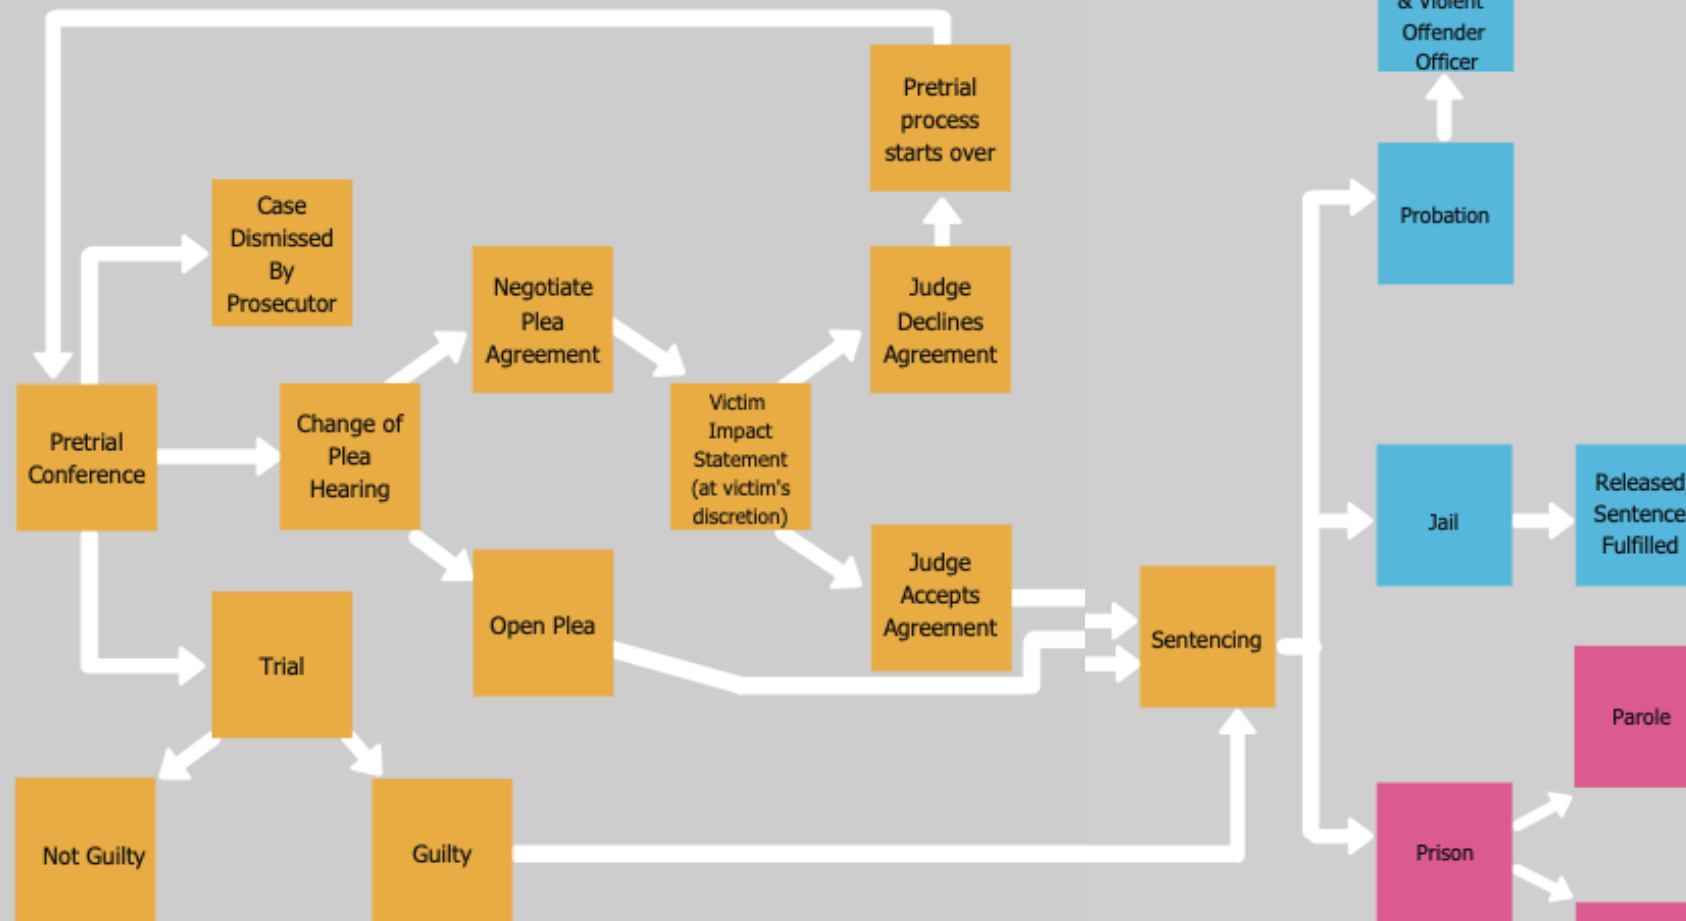 & Violent
Offender
Officer
Pretrial
process
starts over
Case
Dismissed
By
Prosecutor
Probation
Negotiate
Plea
Agreement
Judge
Declines
Agreement
Pretrial
Conference
Change of
Plea
Hearing
Victim
Impact
Statement
(at victim's
discretion)
Jail
Released,
Sentence
Fulfilled
Judge
Accepts
Agreement
Open Plea
Sentencing
Trial
Parole
Not Guilty
Guilty
Prison